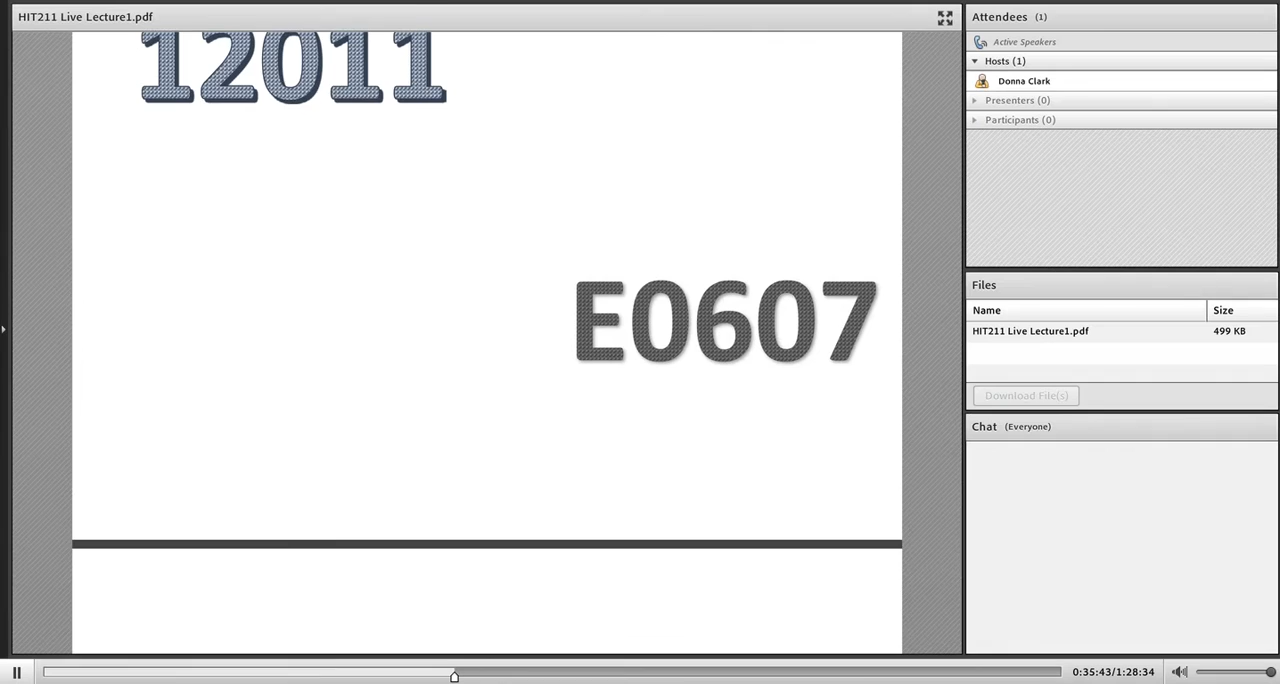 HIT211 Live Lecture1.pdf
12011
E0607
Attendees (1)
Active Speakers
Hosts (1)
Donna Clark
Presenters (0)
Participants (0)
Files
Name Size
HIT211 Live Lecture1.pdf 499 KB
Download File(s)
Chat (Everyone)
0:35:43/1:28:34